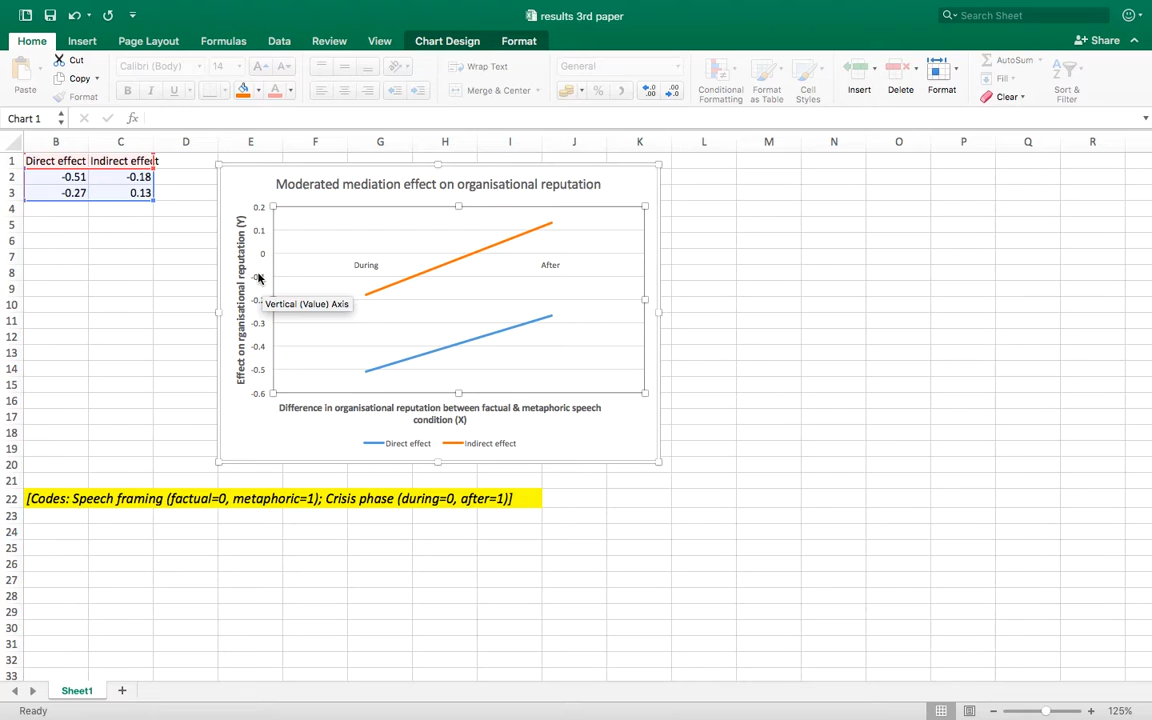 results 3rd paper
Search Sheet
Home Insert Page Layout Formulas Data Review View Chart Design Format
Share
Cut
Copy
Format
Paste
Calibri (Body) 14
A A
B I U A
Wrap Text
Merge & Center
General
Conditional Formatting
Format as Table
Cell Styles
Insert
Delete
Format
AutoSum
Fill
Clear
Sort & Filter
Chart 1
fx
B C D E F G H I J K L M N O P Q R
1 Direct effect Indirect effect
2 -0.51 -0.18
3 -0.27 0.13
4
5
6
7
8
9
10
11
12
13
14
15
16
17
18
19
20
21
22 [Codes: Speech framing (factual=0, metaphoric=1); Crisis phase (during=0, after=1)]
23
24
25
26
27
28
29
30
31
32
33
Moderated mediation effect on organisational reputation
Effect on rganisational reputation (Y)
0.2
0.1
0
-0.3
-0.4
-0.5
-0.6
During After
Vertical (Value) Axis
Difference in organisational reputation between factual & metaphoric speech
condition (X)
Direct effect Indirect effect
Sheet1
Ready
125%